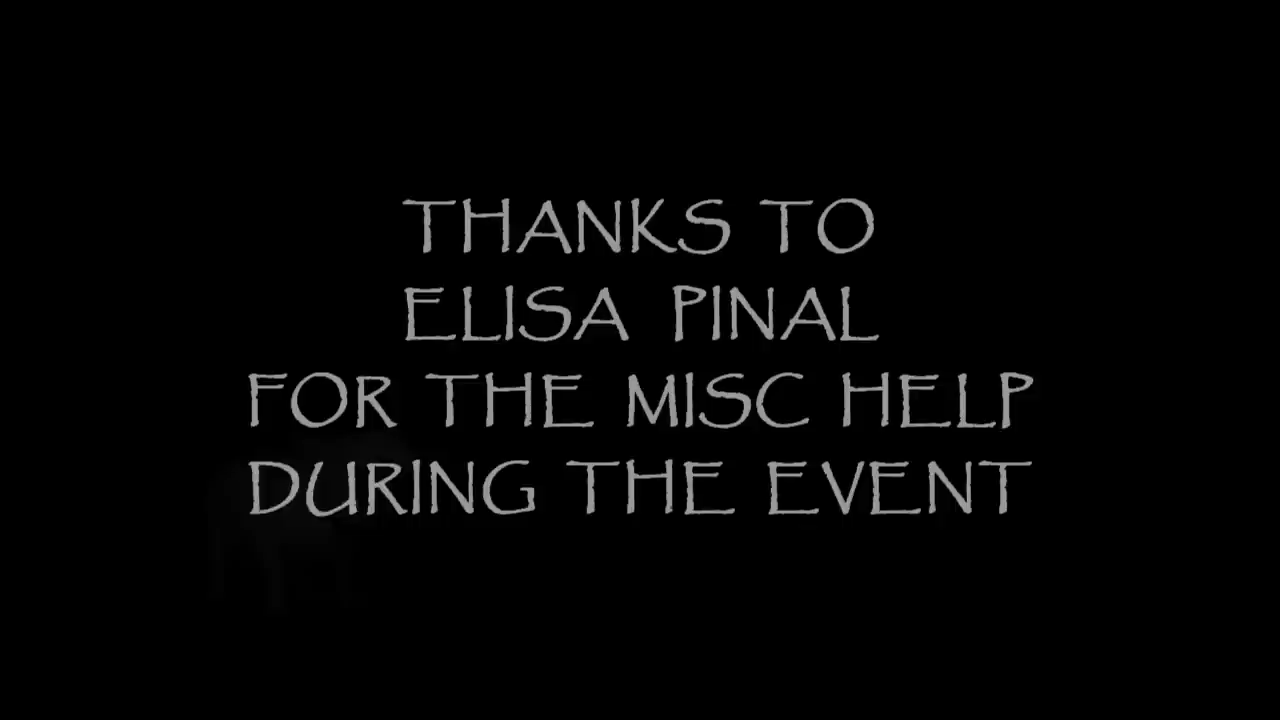 THANKS TO
ELISA PINAL
FOR THE MISC HELP
DURING THE EVENT